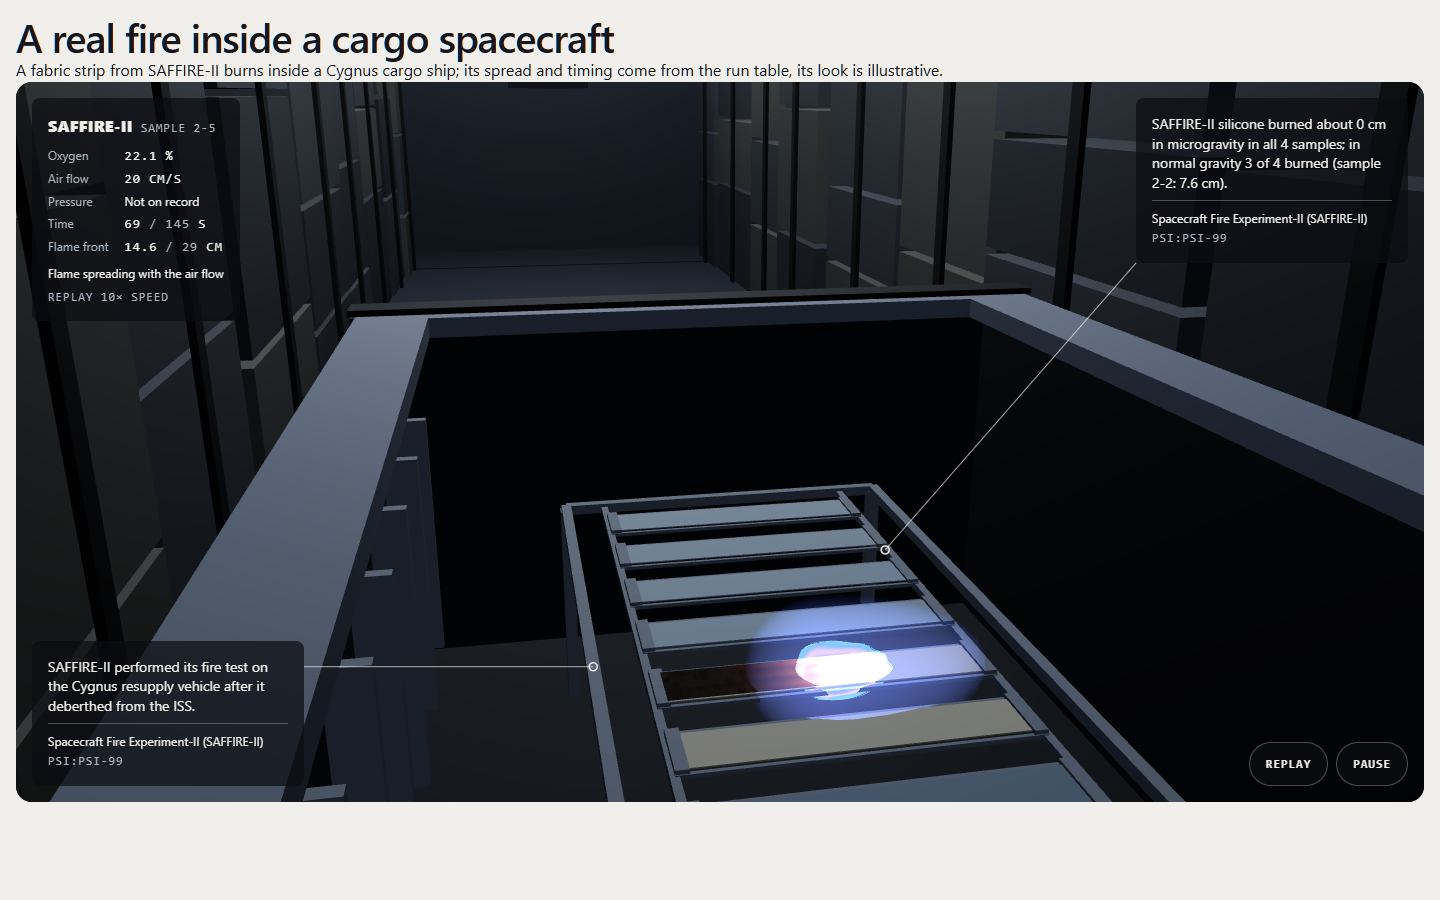 A real fire inside a cargo spacecraft
A fabric strip from SAFFIRE-II burns inside a Cygnus cargo ship; its spread and timing come from the run table, its look is illustrative.
SAFFIRE-II SAMPLE 2-5
Oxygen 22.1 %
Air flow 20 CM/S
Pressure Not on record
Time 69 / 145 S
Flame front 14.6 / 29 CM
Flame spreading with the air flow
REPLAY 10× SPEED
SAFFIRE-II silicone burned about 0 cm
in microgravity in all 4 samples; in
normal gravity 3 of 4 burned (sample
2-2: 7.6 cm).
Spacecraft Fire Experiment-II (SAFFIRE-II)
PSI:PSI-99
SAFFIRE-II performed its fire test on
the Cygnus resupply vehicle after it
deberthed from the ISS.
Spacecraft Fire Experiment-II (SAFFIRE-II)
PSI:PSI-99
REPLAY
PAUSE